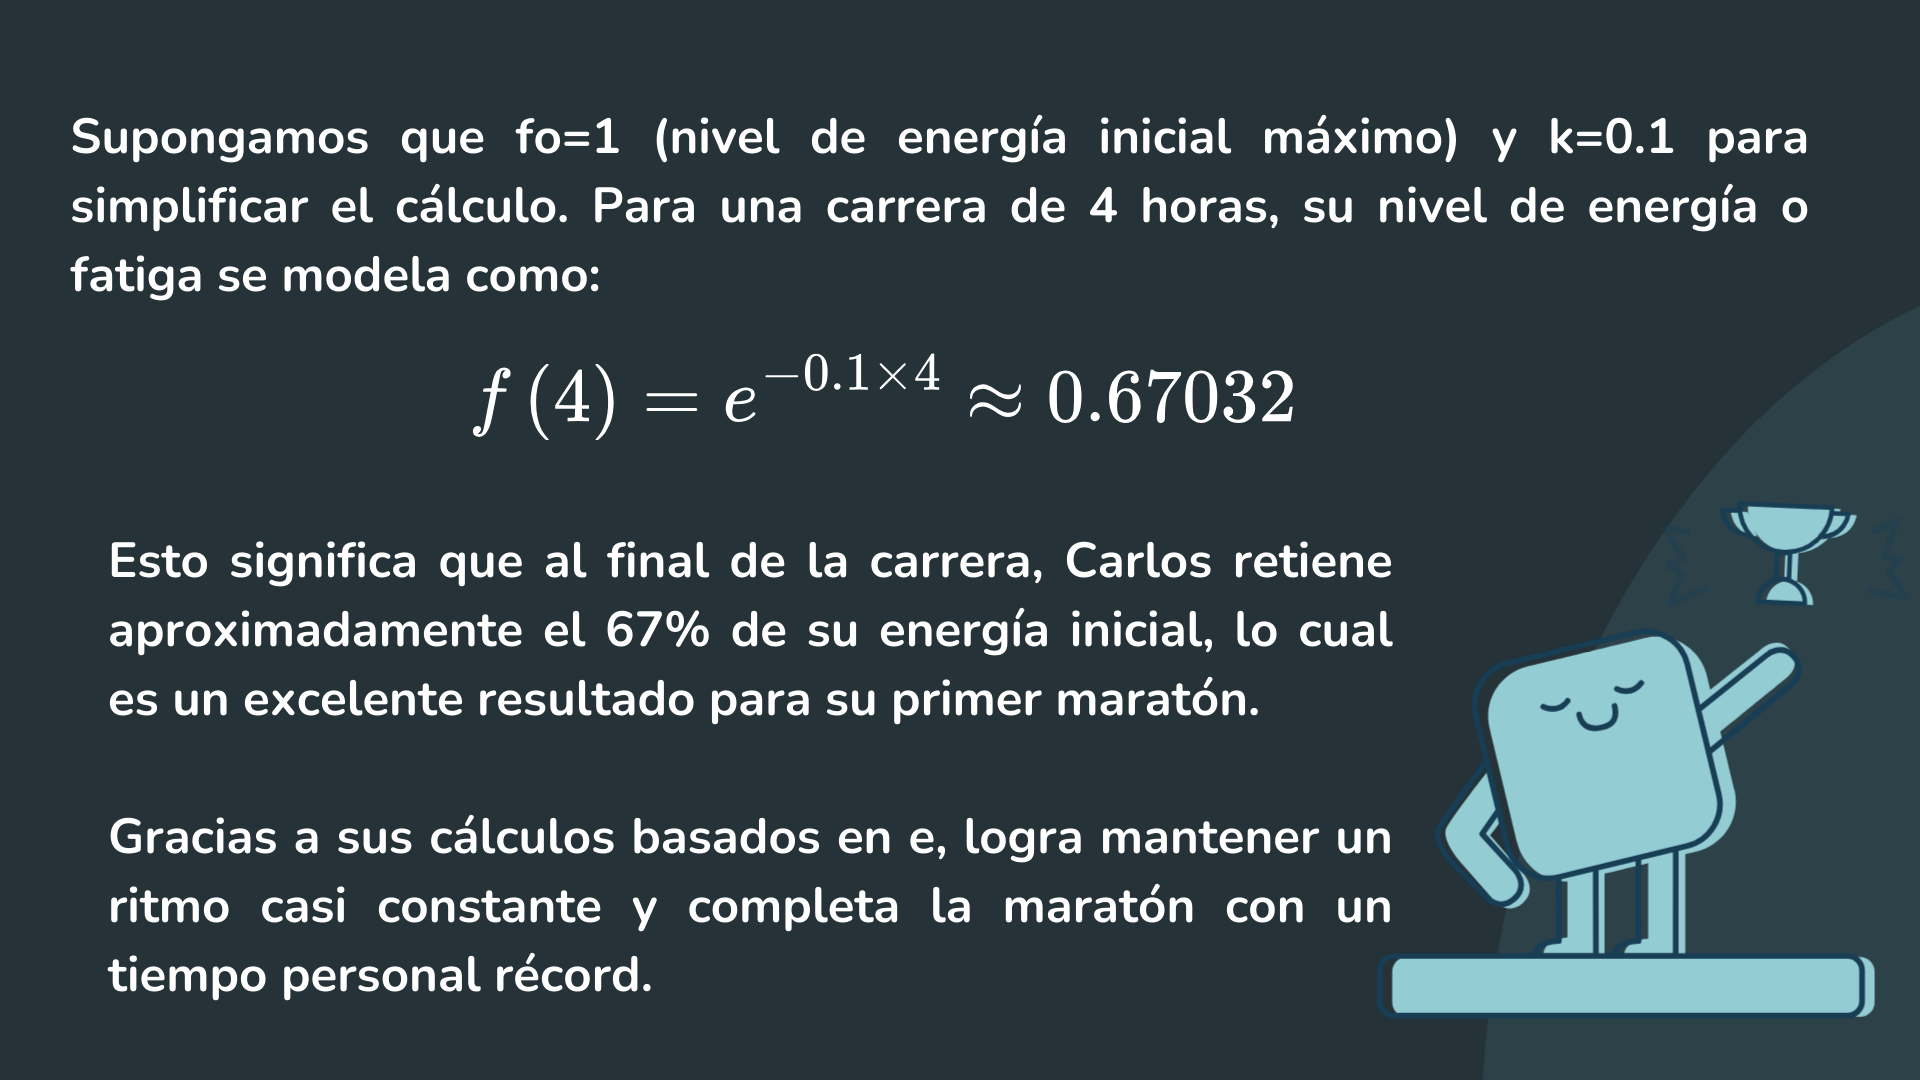 Supongamos que fo=1 (nivel de energía inicial máximo) y k=0.1 para
simplificar el cálculo. Para una carrera de 4 horas, su nivel de energía o
fatiga se modela como:
f (4) = e^{−0.1×4} ≈ 0.67032
Esto significa que al final de la carrera, Carlos retiene
aproximadamente el 67% de su energía inicial, lo cual
es un excelente resultado para su primer maratón.
Gracias a sus cálculos basados en e, logra mantener un
ritmo casi constante y completa la maratón con un
tiempo personal récord.